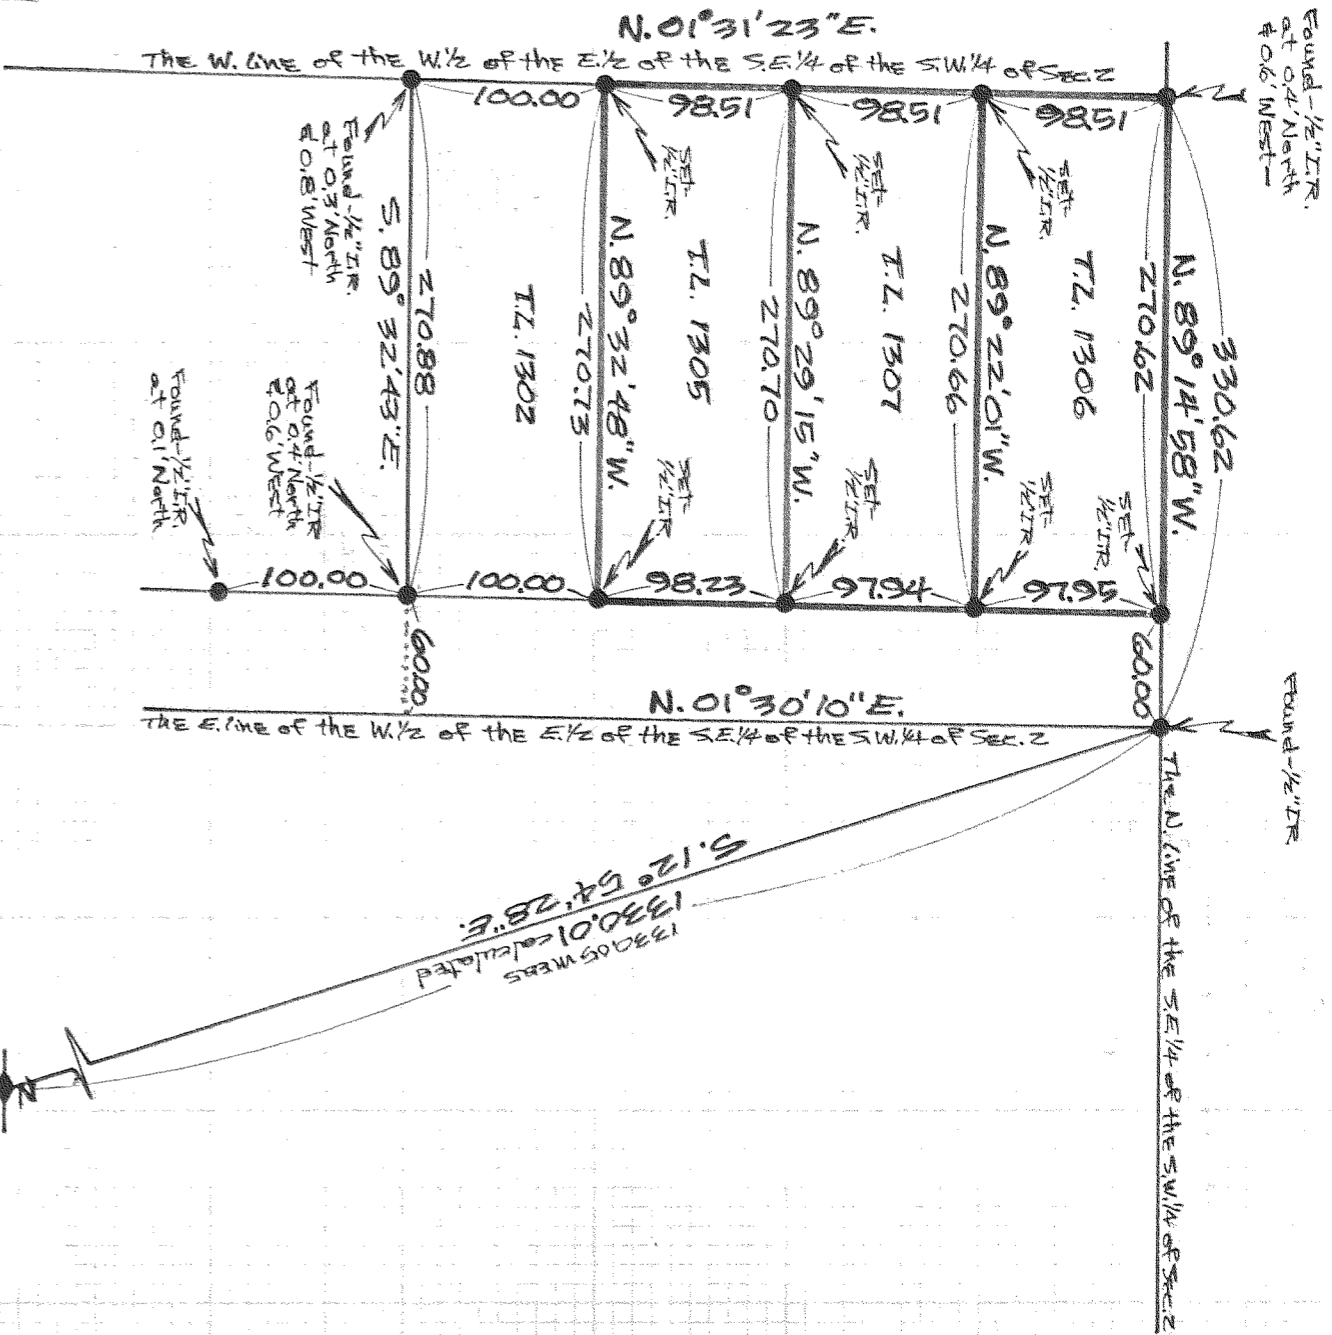 N. 01°31'23"E.
The W. line of the W.½ of the E.½ of the S.E.¼ of the S.W.¼ of Sec.2
Found-½"I.R.
at 0.4'North
& 0.6'West
100.00
98.51
98.51
98.51
Found-½"I.R.
at 0.3'North
& 0.8'West
SET
½"I.R.
SET
½"I.R.
SET
½"I.R.
S. 89°32'43"E.
270.88
T.L. 1302
N. 89°32'48"W.
270.73
T.L. 1305
N. 89°29'15"W.
270.70
T.L. 1307
N. 89°22'01"W.
270.66
T.L. 1306
N. 89°14'58"W.
270.62
330.62
Found-½"I.R.
at 0.1'North
Found-½"I.R
at 0.4'North
& 0.6'West
SET
½"I.R.
SET
½"I.R.
SET
½"I.R
SET
½"I.R
100.00
100.00
98.23
97.94
97.95
60.00
60.00
N. 01°30'10"E.
The E. line of the W.½ of the E.½ of the S.E.¼ of the S.W.¼ of Sec.2
Found-½"IR
The N. line of the S.E.¼ of the S.W.¼ of Sec.2
S. 12°54'28"E.
1330.01 calculated
1330.05 meas
N